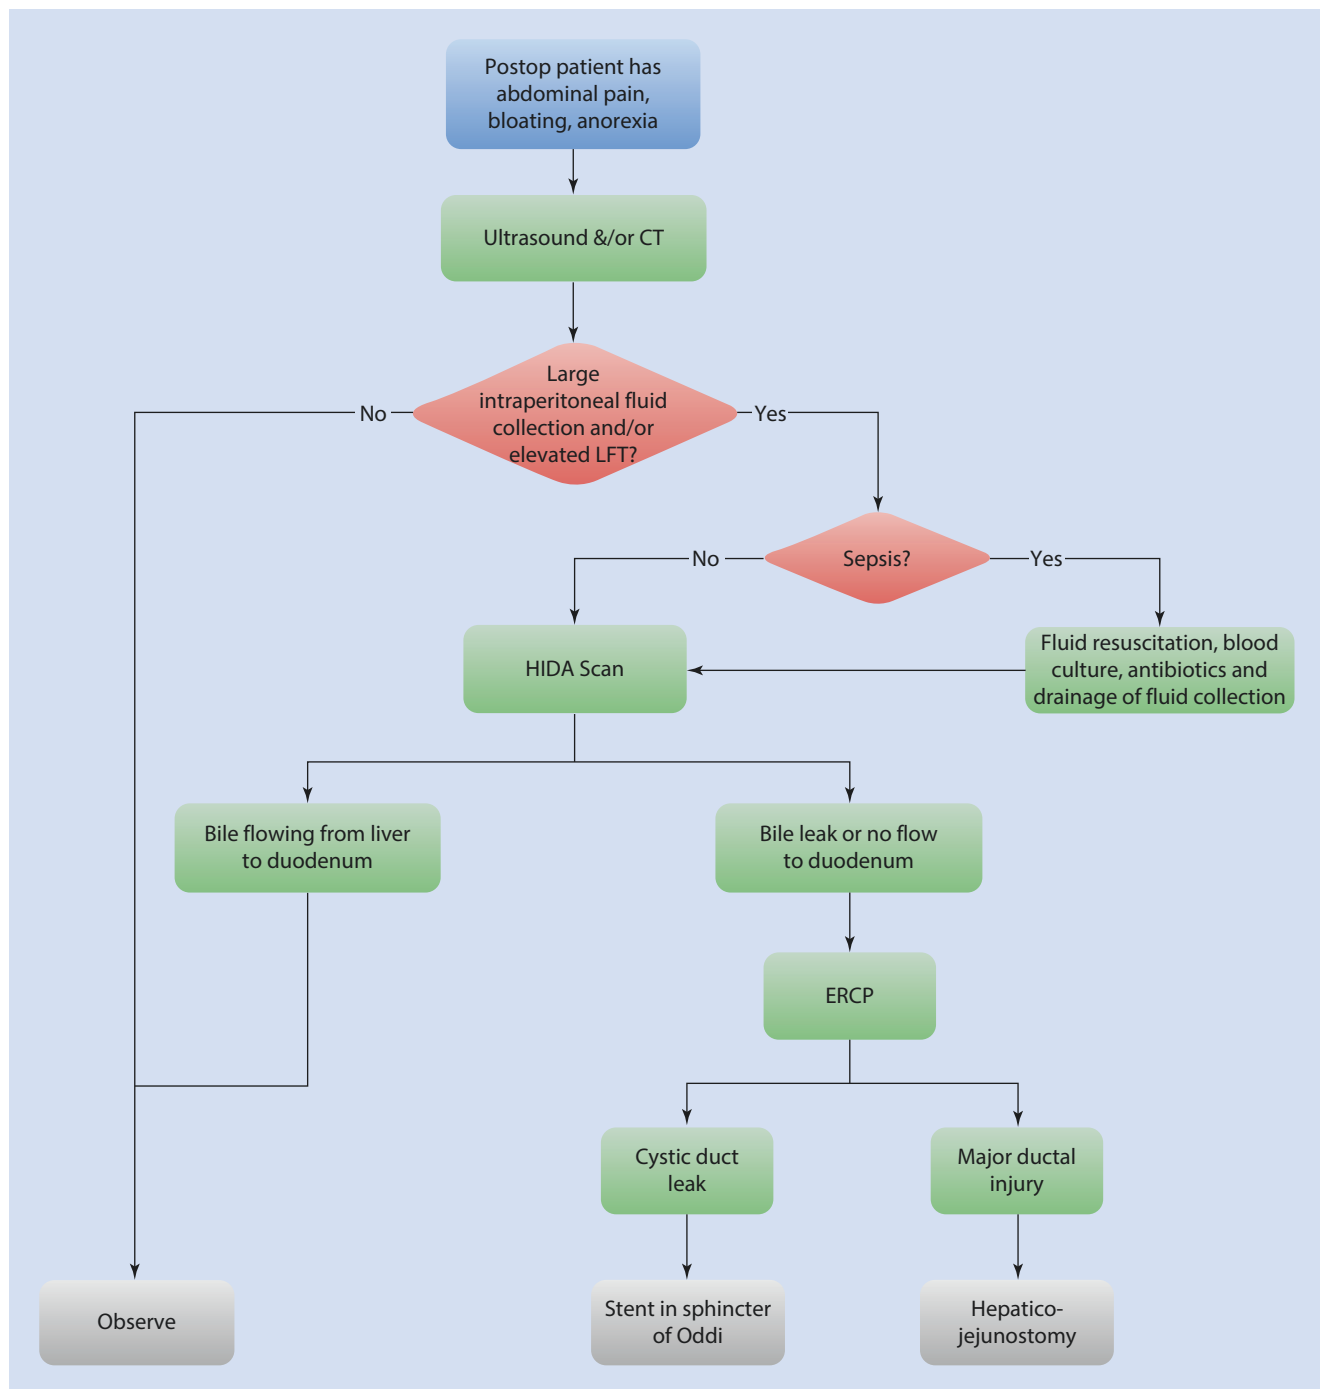 Postop patient has
abdominal pain,
bloating, anorexia
Ultrasound &/or CT
Large
intraperitoneal fluid
collection and/or
elevated LFT?
No
Yes
Sepsis?
No
Yes
HIDA Scan
Fluid resuscitation, blood
culture, antibiotics and
drainage of fluid collection
Bile flowing from liver
to duodenum
Bile leak or no flow
to duodenum
ERCP
Cystic duct
leak
Major ductal
injury
Observe
Stent in sphincter
of Oddi
Hepatico-
jejunostomy